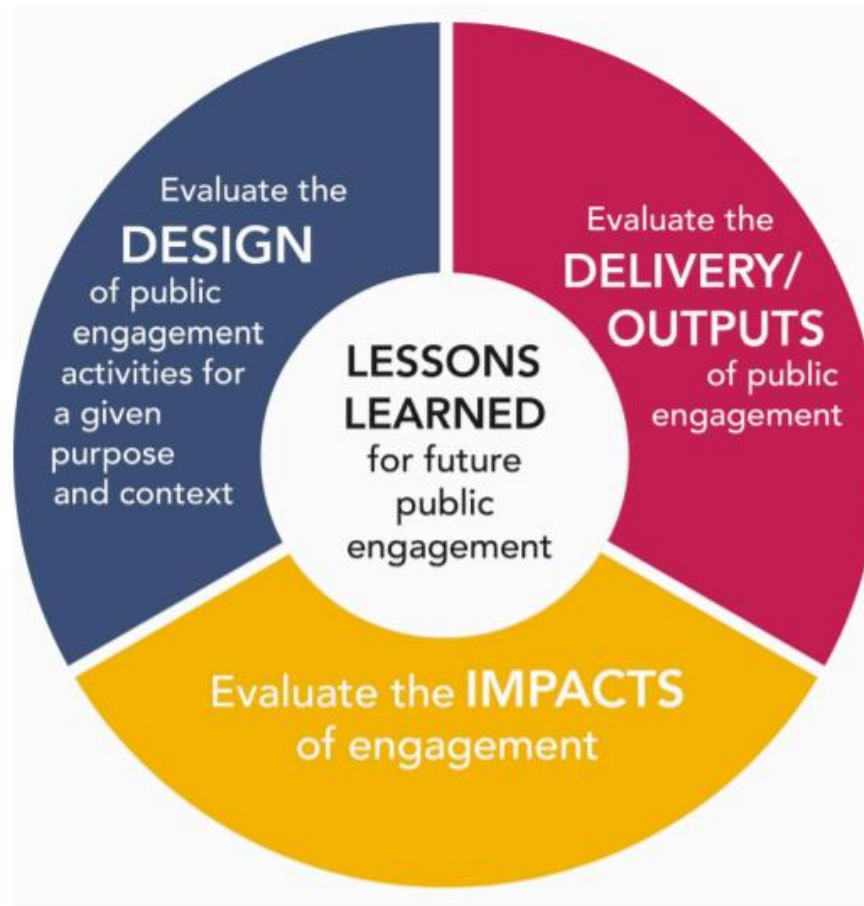 Evaluate the
DESIGN
of public
engagement
activities for
a given
purpose
and context
Evaluate the
DELIVERY/
OUTPUTS
of public
engagement
LESSONS
LEARNED
for future
public
engagement
Evaluate the IMPACTS
of engagement